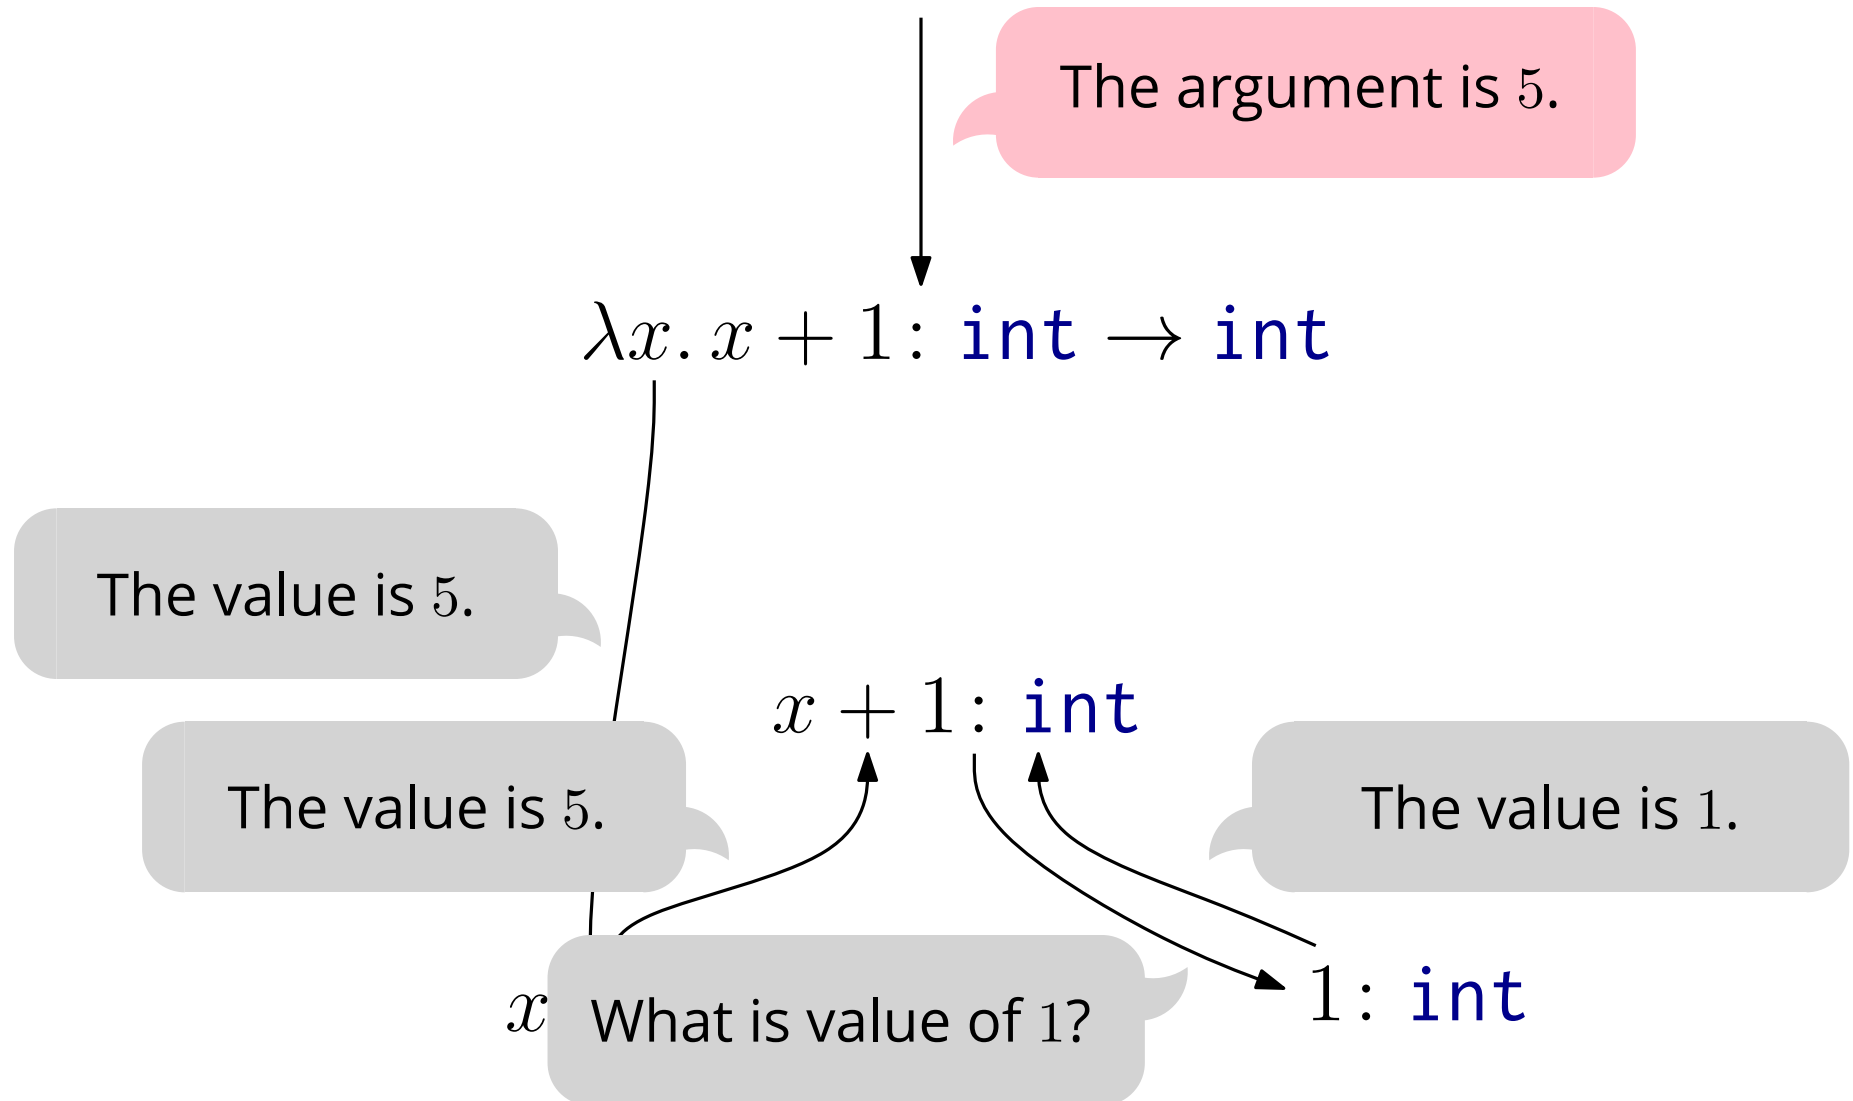 The argument is 5.
λx. x + 1 : int → int
The value is 5.
x + 1 : int
The value is 5.
The value is 1.
x
What is value of 1?
1 : int